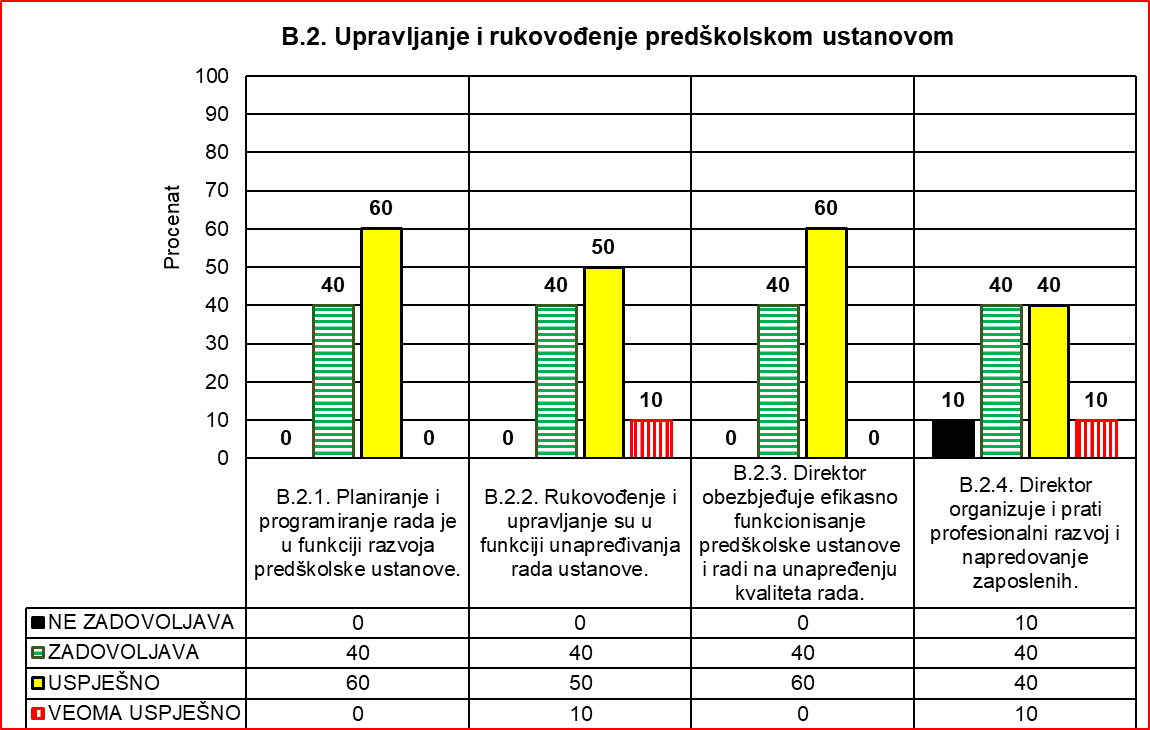 B.2. Upravljanje i rukovođenje predškolskom ustanovom
Procenat
100
90
80
70
60
50
40
30
20
10
0
0 40 60 0
0 40 50 10
0 40 60 0
10 40 40 10
B.2.1. Planiranje i
programiranje rada je
u funkciji razvoja
predškolske ustanove.
B.2.2. Rukovođenje i
upravljanje su u
funkciji unapređivanja
rada ustanove.
B.2.3. Direktor
obezbjeđuje efikasno
funkcionisanje
predškolske ustanove
i radi na unapređenju
kvaliteta rada.
B.2.4. Direktor
organizuje i prati
profesionalni razvoj i
napredovanje
zaposlenih.
NE ZADOVOLJAVA 0 0 0 10
ZADOVOLJAVA 40 40 40 40
USPJEŠNO 60 50 60 40
VEOMA USPJEŠNO 0 10 0 10